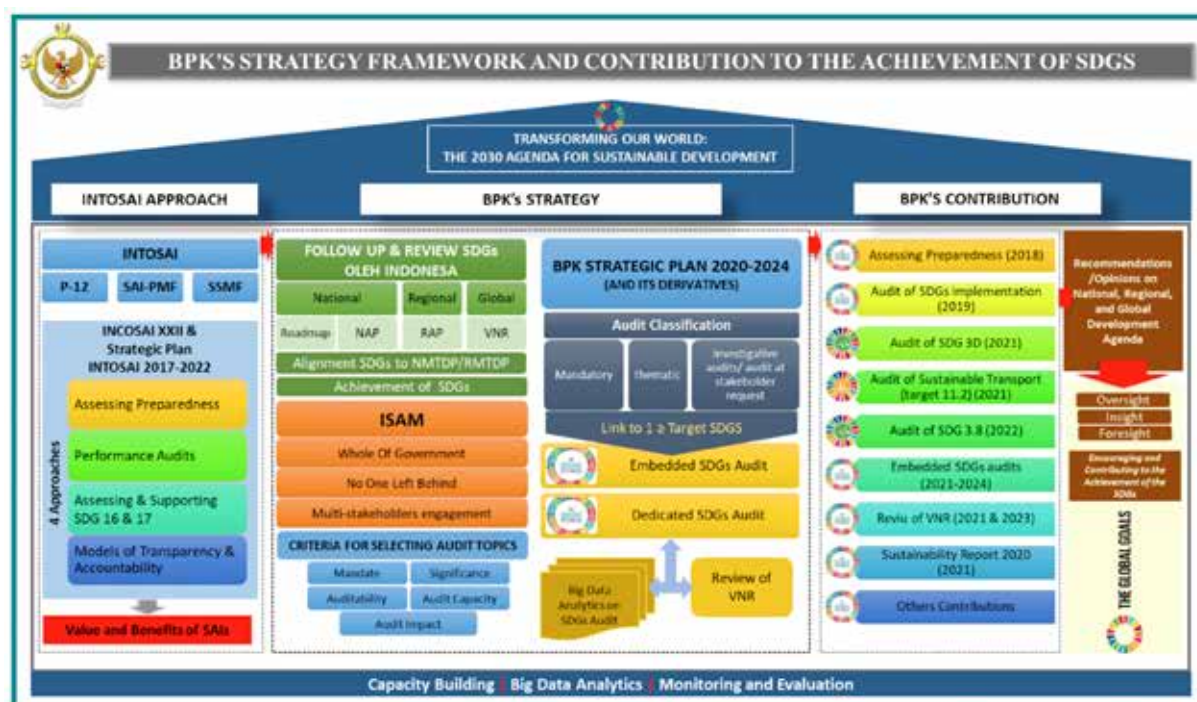 BPK'S STRATEGY FRAMEWORK AND CONTRIBUTION TO THE ACHIEVEMENT OF SDGS
TRANSFORMING OUR WORLD:
THE 2030 AGENDA FOR SUSTAINABLE DEVELOPMENT
INTOSAI APPROACH
BPK's STRATEGY
BPK'S CONTRIBUTION
INTOSAI
P-12
SAI-PMF
SSMF
INCOSAI XXII &
Strategic Plan
INTOSAI 2017-2022
4 Approaches
Assessing Preparedness
Performance Audits
Assessing & Supporting
SDG 16 & 17
Models of Transparency &
Accountability
Value and Benefits of SAIs
FOLLOW UP & REVIEW SDGs
OLEH INDONESA
National
Regional
Global
Roadmap
NAP
RAP
VNR
Alignment SDGs to NMTDP/RMTDP
Achievement of SDGs
ISAM
Whole Of Government
No One Left Behind
Multi-stakeholders engagement
CRITERIA FOR SELECTING AUDIT TOPICS
Mandate
Significance
Auditability
Audit Capacity
Audit Impact
BPK STRATEGIC PLAN 2020-2024
(AND ITS DERIVATIVES)
Audit Classification
Mandatory
Thematic
Investigative
audits/ audit at
stakeholder
request
Link to 1 ≥ Target SDGS
Embedded SDGs Audit
Dedicated SDGs Audit
Big Data
Analytics on
SDGs Audit
Review of
VNR
Assessing Preparedness (2018)
Audit of SDGs Implementation
(2019)
Audit of SDG 3D (2021)
Audit of Sustainable Transport
(target 11.2) (2021)
Audit of SDG 3.8 (2022)
Embedded SDGs audits
(2021-2024)
Reviu of VNR (2021 & 2023)
Sustainability Report 2020
(2021)
Others Contributions
Recommendations
/Opinions on
National, Regional,
and Global
Development
Agenda
Oversight
Insight
Foresight
Encouraging and
Contributing to the
Achievement of the
SDGs
THE GLOBAL GOALS
Capacity Building | Big Data Analytics | Monitoring and Evaluation